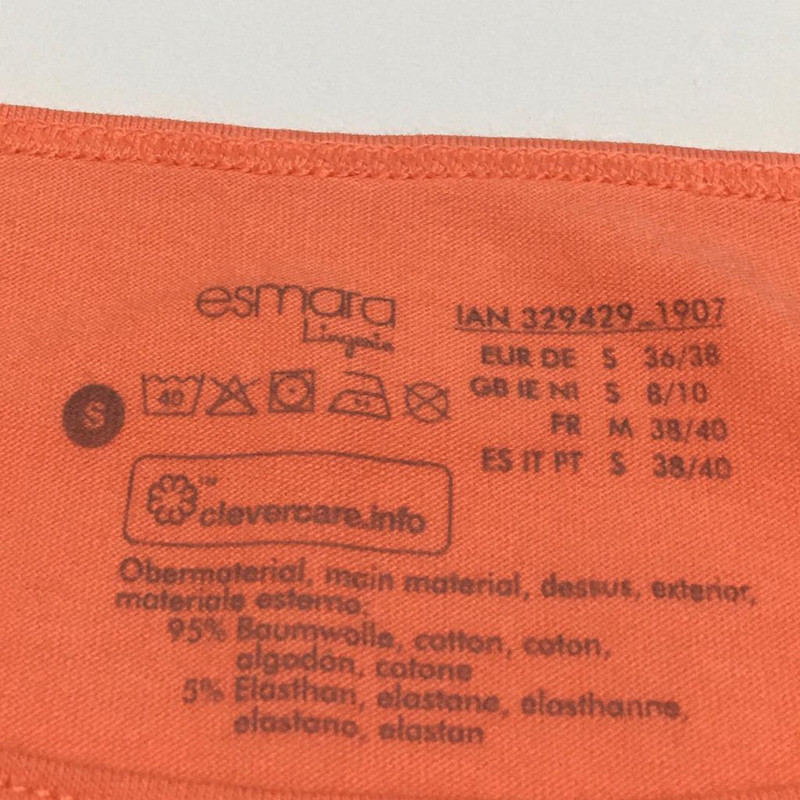 esmara
Lingerie
IAN 329429_1907
EUR DE S 36/38
GB IE NI S 8/10
FR M 38/40
ES IT PT S 38/40
S
40
clevercare.info
™
Obermaterial, main material, dessus, exterior,
materiale esterno:
95% Baumwolle, cotton, coton,
algodón, cotone
5% Elasthan, elastane, elasthanne,
elastano, elastan